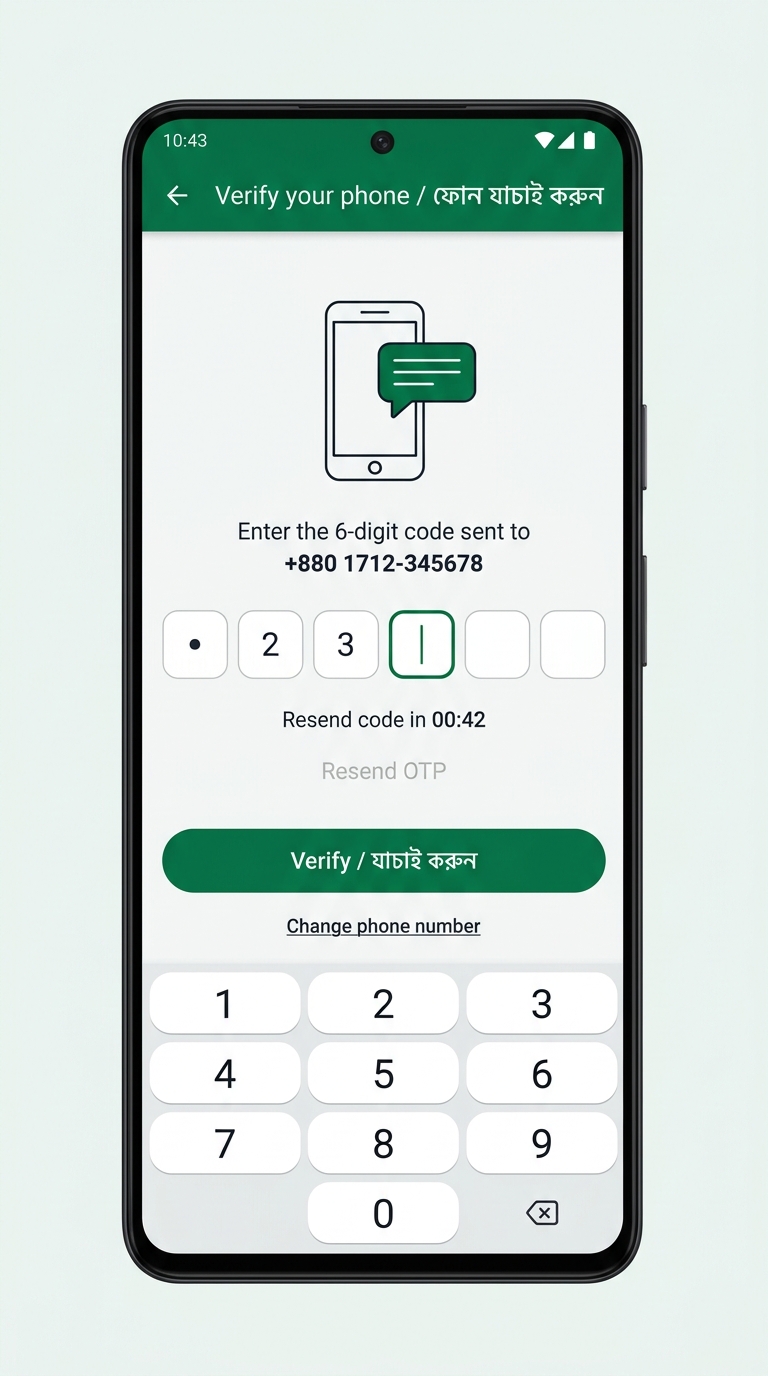 10:43
Verify your phone / ফোন যাচাই করুন
Enter the 6-digit code sent to
+880 1712-345678
• 2 3
Resend code in 00:42
Resend OTP
Verify / যাচাই করুন
Change phone number
1 2 3
4 5 6
7 8 9
0